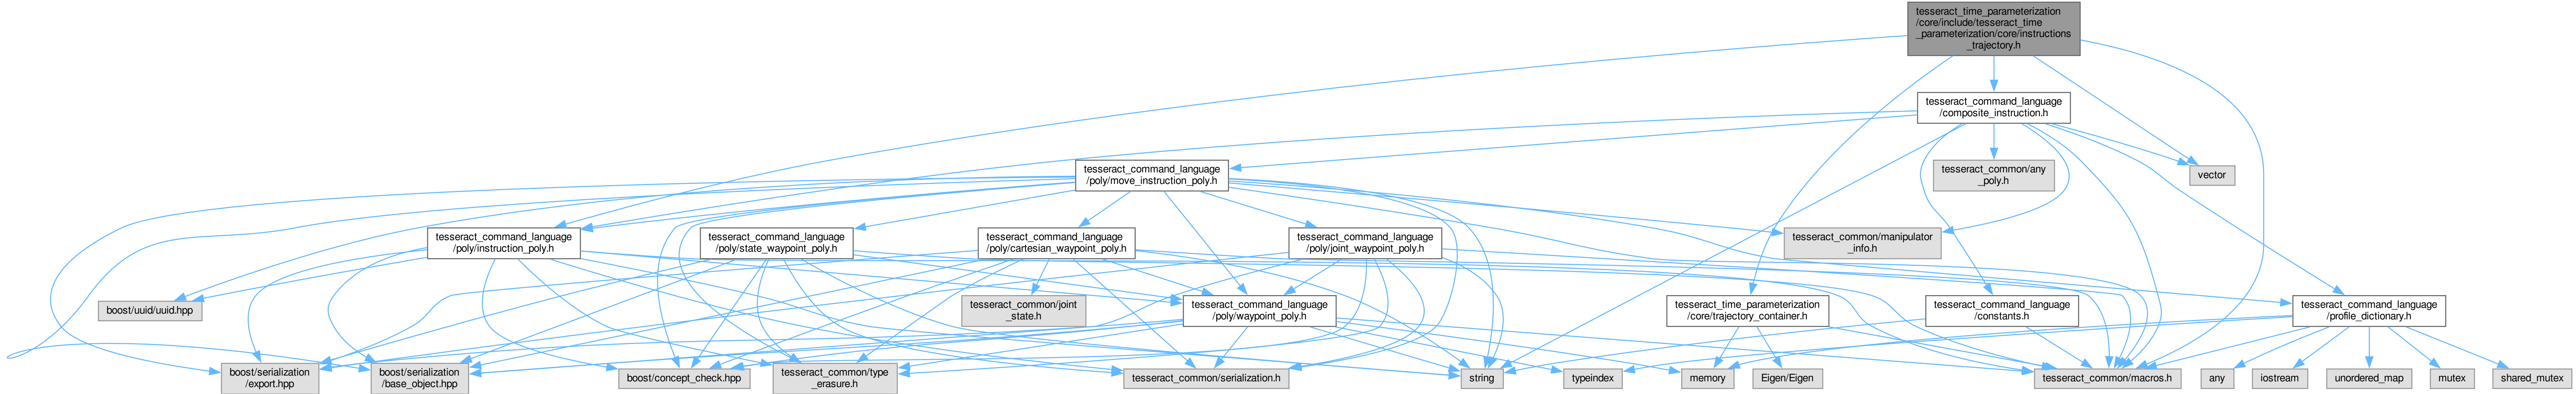 tesseract_time_parameterization
/core/include/tesseract_time
_parameterization/core/instructions
_trajectory.h
tesseract_command_language
/composite_instruction.h
tesseract_command_language
/poly/move_instruction_poly.h
tesseract_common/any
_poly.h
vector
tesseract_command_language
/poly/instruction_poly.h
tesseract_command_language
/poly/state_waypoint_poly.h
tesseract_command_language
/poly/cartesian_waypoint_poly.h
tesseract_command_language
/poly/joint_waypoint_poly.h
tesseract_common/manipulator
_info.h
boost/uuid/uuid.hpp
tesseract_common/joint
_state.h
tesseract_command_language
/poly/waypoint_poly.h
tesseract_time_parameterization
/core/trajectory_container.h
tesseract_command_language
/constants.h
tesseract_command_language
/profile_dictionary.h
boost/serialization
/export.hpp
boost/serialization
/base_object.hpp
boost/concept_check.hpp
tesseract_common/type
_erasure.h
tesseract_common/serialization.h
string
typeindex
memory
Eigen/Eigen
tesseract_common/macros.h
any
iostream
unordered_map
mutex
shared_mutex